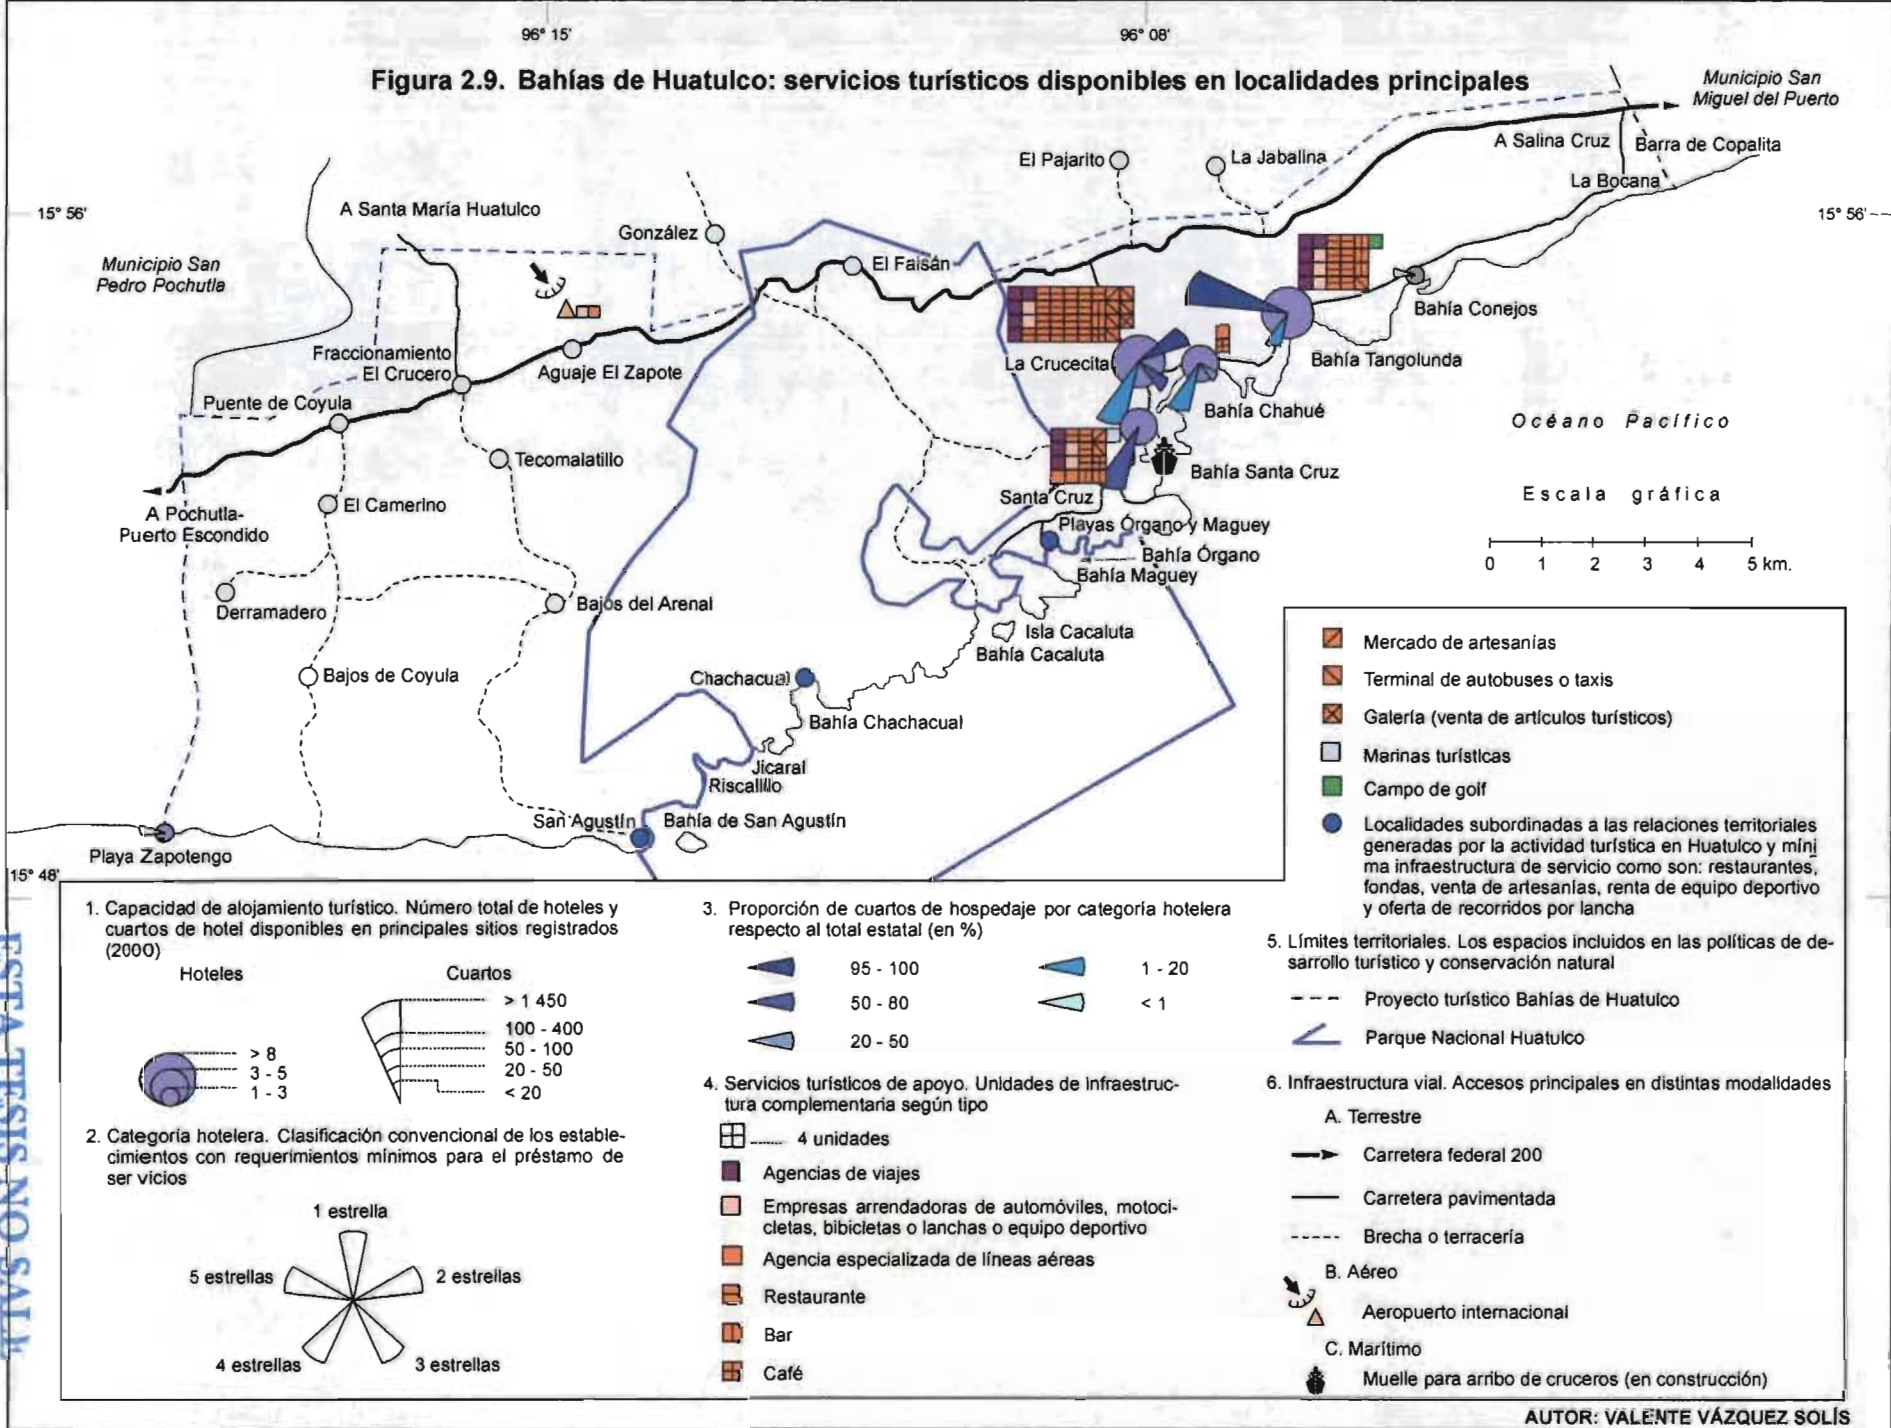 96° 15'
96° 08'
Figura 2.9. Bahías de Huatulco: servicios turísticos disponibles en localidades principales
Municipio San
Miguel del Puerto
A Salina Cruz
Barra de Copalita
La Bocana
El Pajarito
La Jabalina
15° 56'
15° 56'
A Santa María Huatulco
González
El Faisán
Municipio San
Pedro Pochutla
Bahía Conejos
Fraccionamiento
El Crucero
Aguaje El Zapote
La Crucecita
Bahía Tangolunda
Puente de Coyula
Bahía Chahué
Océano Pacífico
Tecomalatillo
Bahía Santa Cruz
El Camerino
Santa Cruz
Escala gráfica
A Pochutla-
Puerto Escondido
Playas Órgano y Maguey
Bahía Órgano
Bahía Maguey
0 1 2 3 4 5 km.
Derramadero
Bajos del Arenal
Isla Cacaluta
Bahía Cacaluta
Bajos de Coyula
Chachacual
Bahía Chachacual
Jicaral
Riscalillo
San Agustín
Bahía de San Agustín
Playa Zapotengo
15° 48'
Mercado de artesanías
Terminal de autobuses o taxis
Galería (venta de artículos turísticos)
Marinas turísticas
Campo de golf
Localidades subordinadas a las relaciones territoriales
generadas por la actividad turística en Huatulco y míni
ma infraestructura de servicio como son: restaurantes,
fondas, venta de artesanías, renta de equipo deportivo
y oferta de recorridos por lancha
1. Capacidad de alojamiento turístico. Número total de hoteles y
cuartos de hotel disponibles en principales sitios registrados
(2000)
Hoteles
Cuartos
> 8
3 - 5
1 - 3
> 1 450
100 - 400
50 - 100
20 - 50
< 20
2. Categoría hotelera. Clasificación convencional de los estable-
cimientos con requerimientos mínimos para el préstamo de
ser vicios
1 estrella
5 estrellas
2 estrellas
4 estrellas
3 estrellas
3. Proporción de cuartos de hospedaje por categoría hotelera
respecto al total estatal (en %)
95 - 100
1 - 20
50 - 80
< 1
20 - 50
4. Servicios turísticos de apoyo. Unidades de infraestruc-
tura complementaria según tipo
4 unidades
Agencias de viajes
Empresas arrendadoras de automóviles, motoci-
cletas, bibicletas o lanchas o equipo deportivo
Agencia especializada de líneas aéreas
Restaurante
Bar
Café
5. Límites territoriales. Los espacios incluidos en las políticas de de-
sarrollo turístico y conservación natural
Proyecto turístico Bahías de Huatulco
Parque Nacional Huatulco
6. Infraestructura vial. Accesos principales en distintas modalidades
A. Terrestre
Carretera federal 200
Carretera pavimentada
Brecha o terracería
B. Aéreo
Aeropuerto internacional
C. Marítimo
Muelle para arribo de cruceros (en construcción)
AUTOR: VALENTE VÁZQUEZ SOLÍS
ESTA TESIS NO SALE